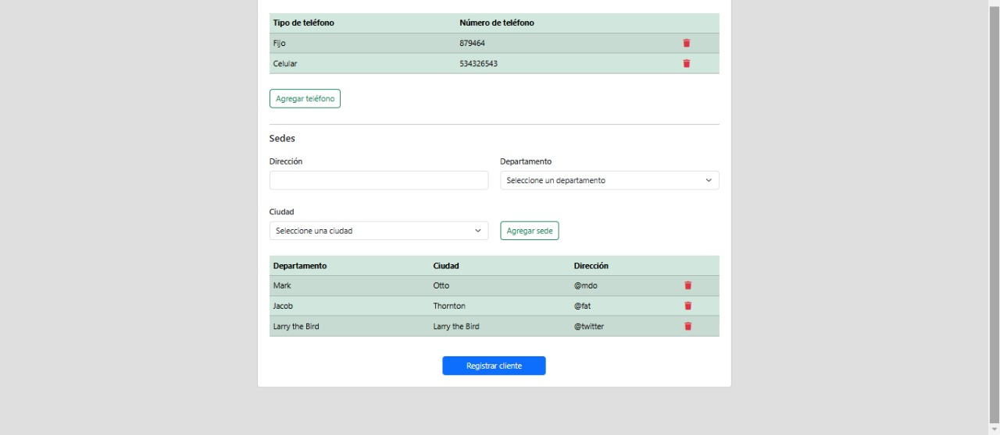 Tipo de teléfono Número de teléfono
Fijo 879464
Celular 534326543
Agregar teléfono
Sedes
Dirección Departamento
Seleccione un departamento
Ciudad
Seleccione una ciudad Agregar sede
Departamento Ciudad Dirección
Mark Otto @mdo
Jacob Thornton @fat
Larry the Bird Larry the Bird @twitter
Registrar cliente